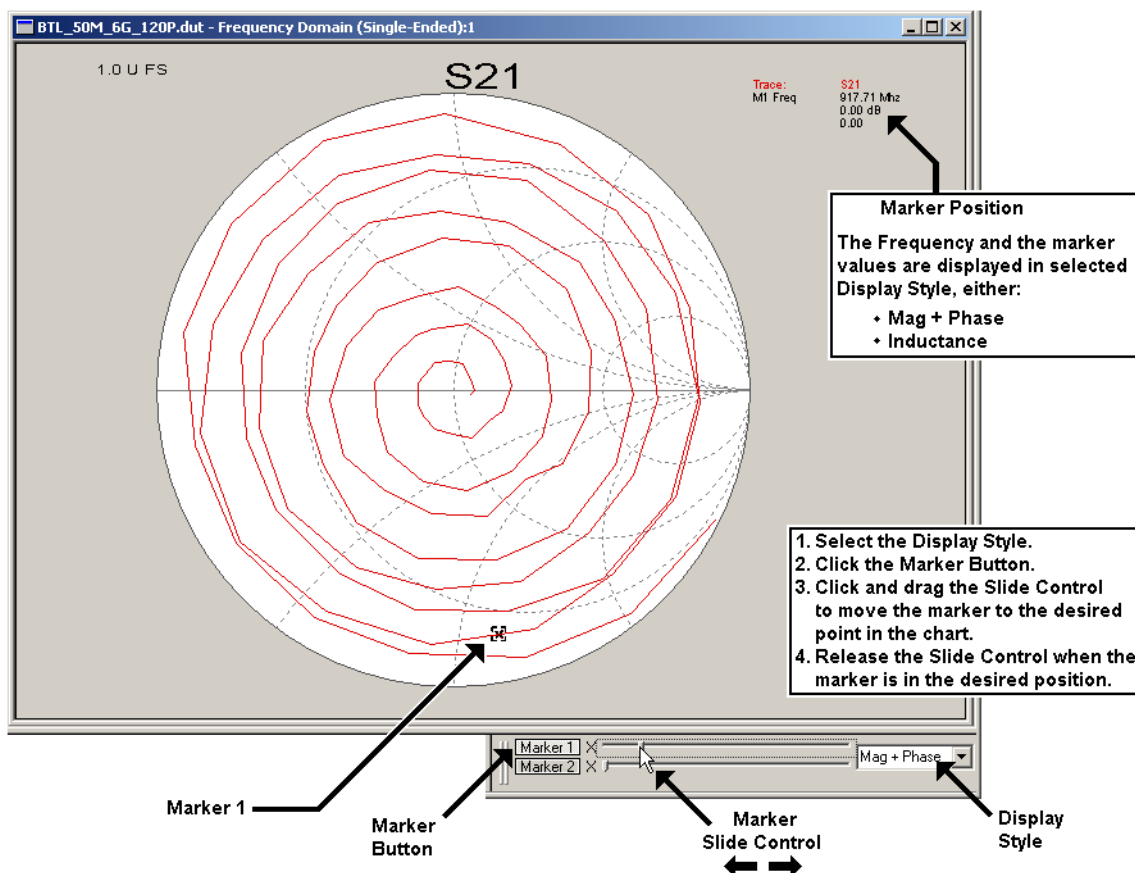 BTL_50M_6G_120P.dut - Frequency Domain (Single-Ended):1
1.0 U FS
S21
Trace: S21
M1 Freq 917.71 Mhz
0.00 dB
0.00
Marker Position
The Frequency and the marker
values are displayed in selected
Display Style, either:
• Mag + Phase
• Inductance
1. Select the Display Style.
2. Click the Marker Button.
3. Click and drag the Slide Control
to move the marker to the desired
point in the chart.
4. Release the Slide Control when the
marker is in the desired position.
Marker 1
Marker 2
Mag + Phase
Marker 1
Marker
Button
Marker
Slide Control
Display
Style